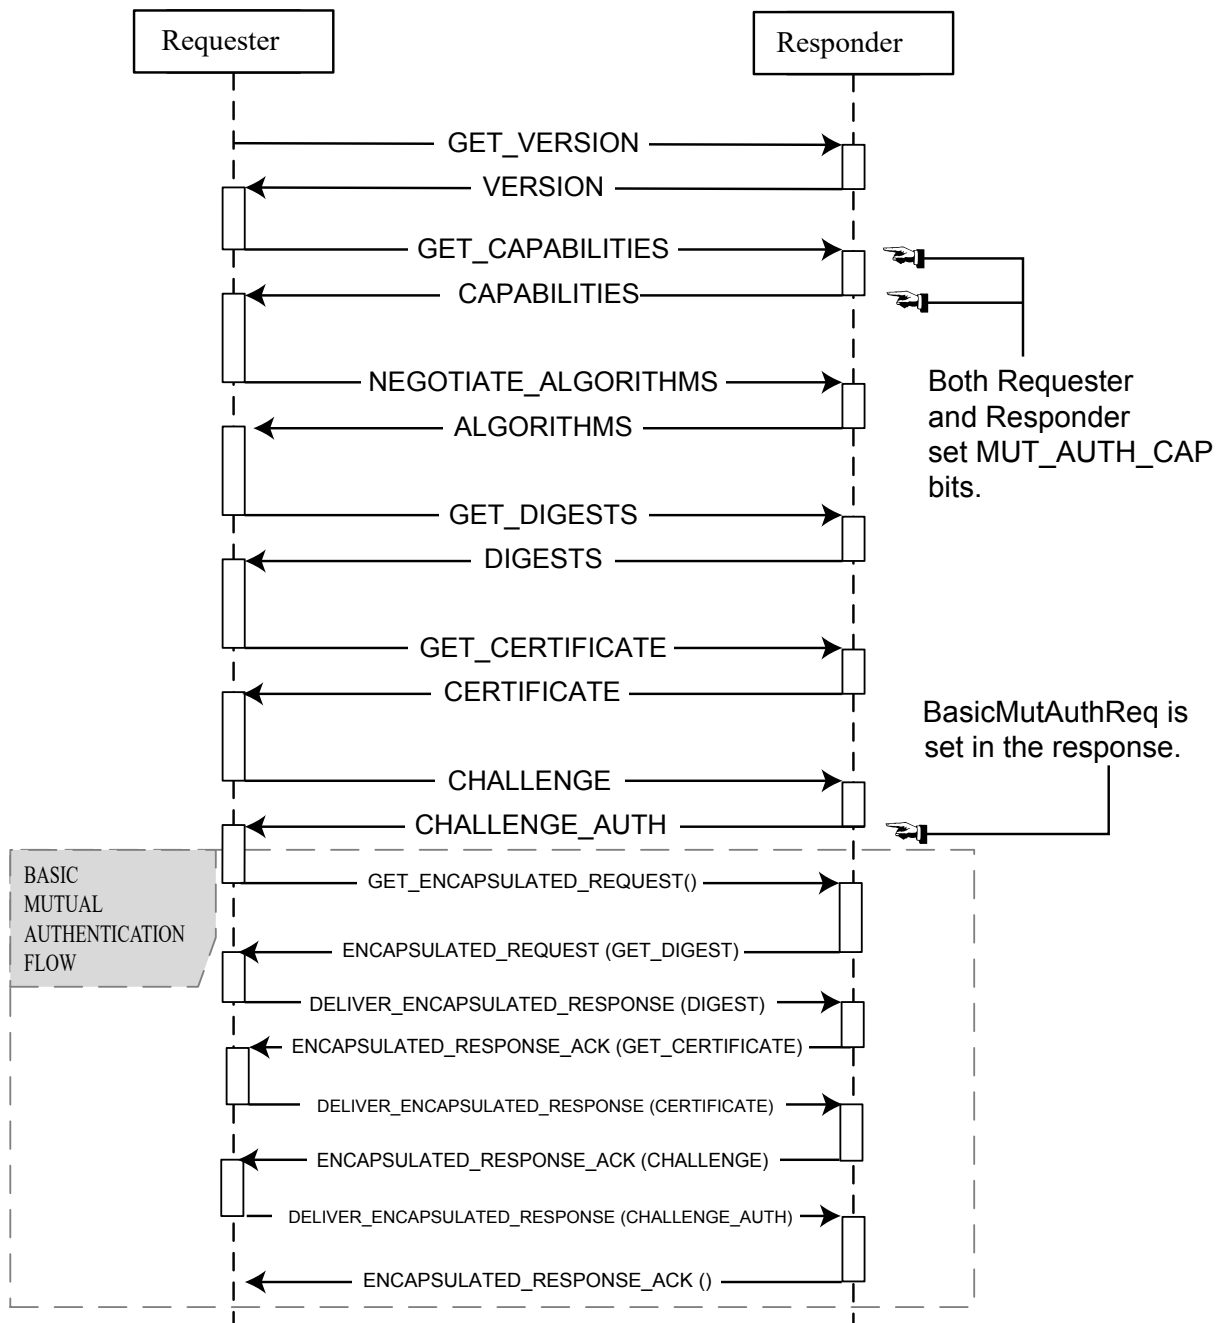 Requester
Responder
GET_VERSION
VERSION
GET_CAPABILITIES
CAPABILITIES
NEGOTIATE_ALGORITHMS
ALGORITHMS
Both Requester
and Responder
set MUT_AUTH_CAP
bits.
GET_DIGESTS
DIGESTS
GET_CERTIFICATE
CERTIFICATE
BasicMutAuthReq is
set in the response.
CHALLENGE
CHALLENGE_AUTH
BASIC
MUTUAL
AUTHENTICATION
FLOW
GET_ENCAPSULATED_REQUEST()
ENCAPSULATED_REQUEST (GET_DIGEST)
DELIVER_ENCAPSULATED_RESPONSE (DIGEST)
ENCAPSULATED_RESPONSE_ACK (GET_CERTIFICATE)
DELIVER_ENCAPSULATED_RESPONSE (CERTIFICATE)
ENCAPSULATED_RESPONSE_ACK (CHALLENGE)
DELIVER_ENCAPSULATED_RESPONSE (CHALLENGE_AUTH)
ENCAPSULATED_RESPONSE_ACK ()